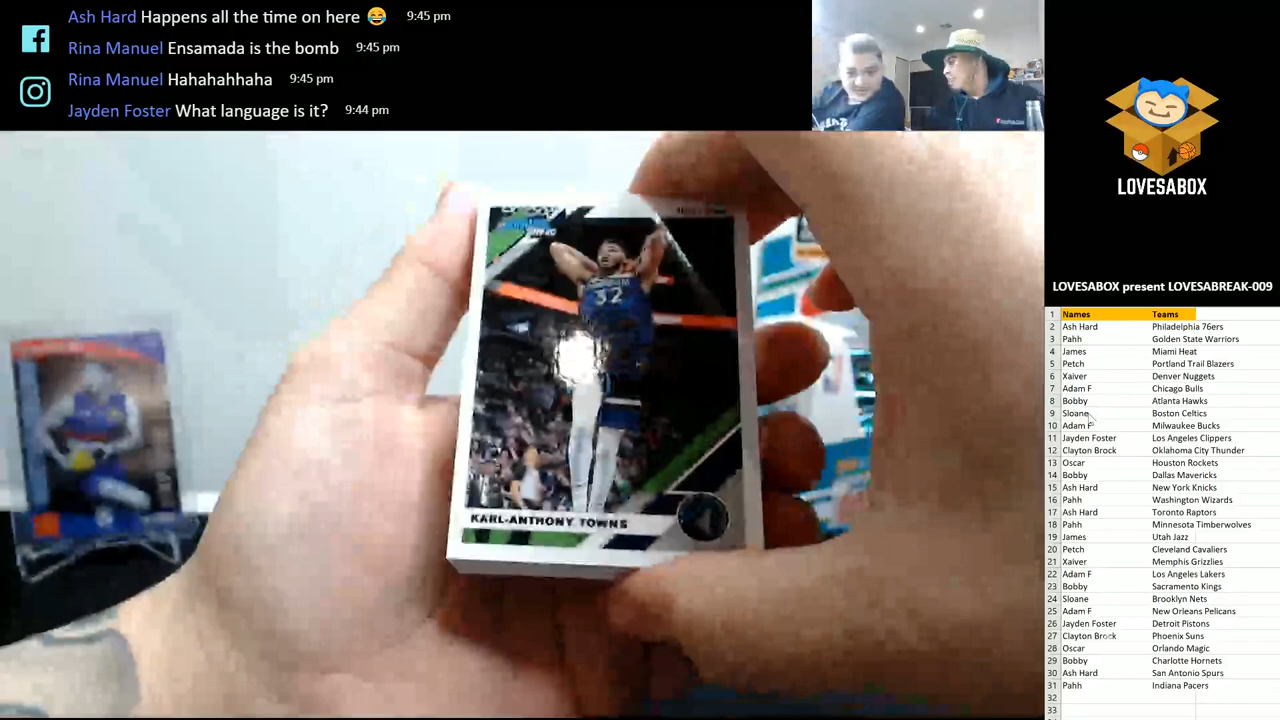 Ash Hard Happens all the time on here 😂 9:45 pm
Rina Manuel Ensamada is the bomb 9:45 pm
Rina Manuel Hahahahhaha 9:45 pm
Jayden Foster What language is it? 9:44 pm
32
KARL-ANTHONY TOWNS
LOVESABOX
LOVESABOX present LOVESABREAK-009
1 Names Teams
2 Ash Hard Philadelphia 76ers
3 Pahh Golden State Warriors
4 James Miami Heat
5 Petch Portland Trail Blazers
6 Xaiver Denver Nuggets
7 Adam F Chicago Bulls
8 Bobby Atlanta Hawks
9 Sloane Boston Celtics
10 Adam F Milwaukee Bucks
11 Jayden Foster Los Angeles Clippers
12 Clayton Brock Oklahoma City Thunder
13 Oscar Houston Rockets
14 Bobby Dallas Mavericks
15 Ash Hard New York Knicks
16 Pahh Washington Wizards
17 Ash Hard Toronto Raptors
18 Pahh Minnesota Timberwolves
19 James Utah Jazz
20 Petch Cleveland Cavaliers
21 Xaiver Memphis Grizzlies
22 Adam F Los Angeles Lakers
23 Bobby Sacramento Kings
24 Sloane Brooklyn Nets
25 Adam F New Orleans Pelicans
26 Jayden Foster Detroit Pistons
27 Clayton Brock Phoenix Suns
28 Oscar Orlando Magic
29 Bobby Charlotte Hornets
30 Ash Hard San Antonio Spurs
31 Pahh Indiana Pacers
32
33